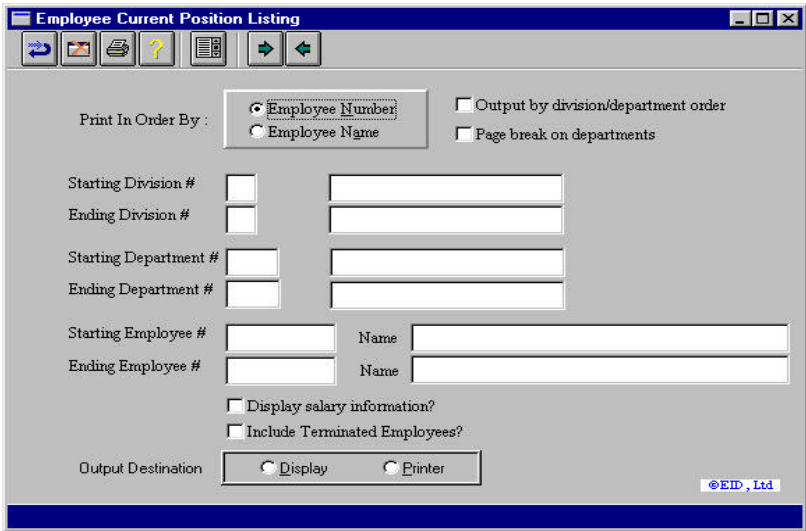 Employee Current Position Listing
?
Print In Order By :
Employee Number
Employee Name
Output by division/department order
Page break on departments
Starting Division #
Ending Division #
Starting Department #
Ending Department #
Starting Employee #
Name
Ending Employee #
Name
Display salary information?
Include Terminated Employees?
Output Destination
Display
Printer
©EID , Ltd